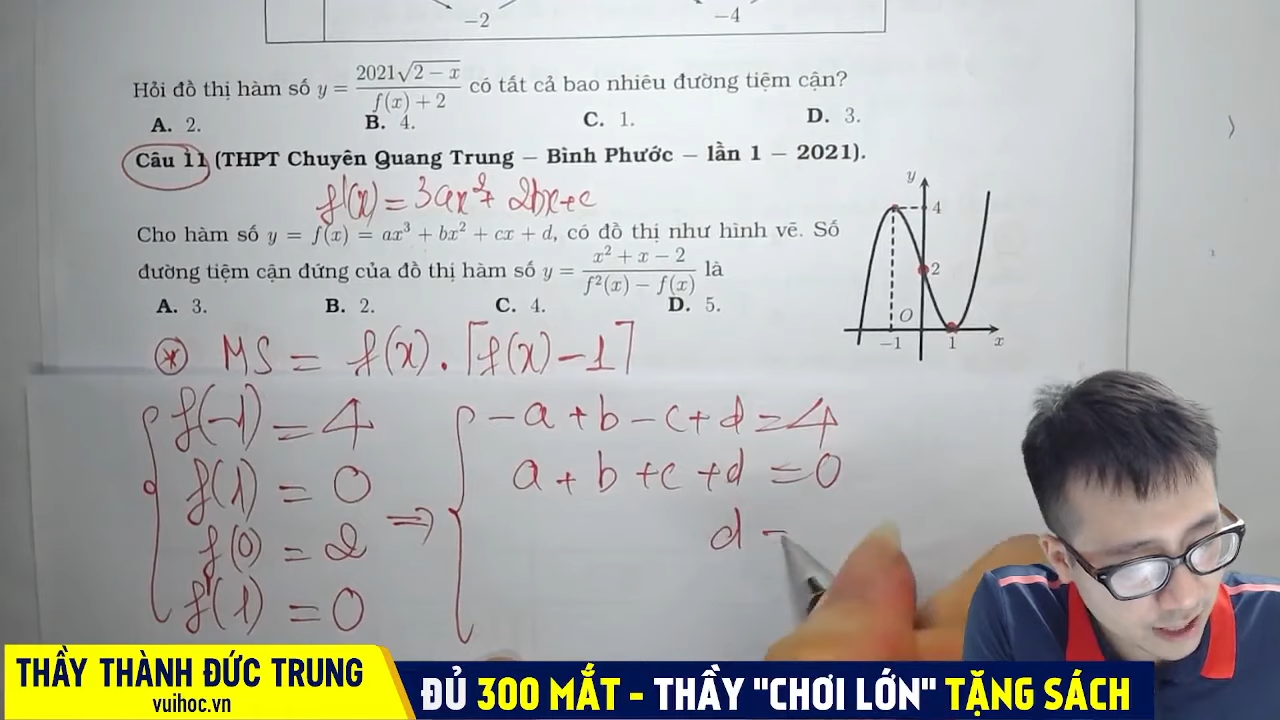 −2 −4
Hỏi đồ thị hàm số y = 2021√(2 − x) / (f(x) + 2) có tất cả bao nhiêu đường tiệm cận?
A. 2. B. 4. C. 1. D. 3.
Câu 11 (THPT Chuyên Quang Trung − Bình Phước − lần 1 − 2021).
f'(x) = 3ax² + 2bx + c
Cho hàm số y = f(x) = ax³ + bx² + cx + d, có đồ thị như hình vẽ. Số
đường tiệm cận đứng của đồ thị hàm số y = (x² + x − 2) / (f²(x) − f(x)) là
A. 3. B. 2. C. 4. D. 5.
y
4
2
O
−1 1 x
* MS = f(x) . [f(x) − 1]
f(−1) = 4 −a + b − c + d = 4
f(1) = 0 a + b + c + d = 0
f(0) = 2 ⇒ d =
f'(1) = 0
THẦY THÀNH ĐỨC TRUNG
vuihoc.vn
ĐỦ 300 MẮT - THẦY "CHƠI LỚN" TẶNG SÁCH